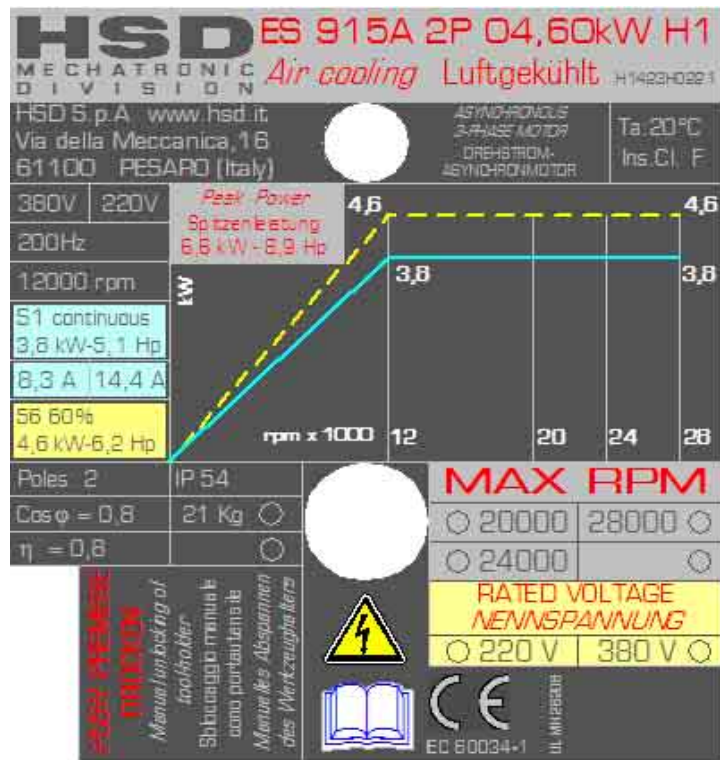 HSD ES 915A 2P 04,60kW H1
MECHATRONIC
DIVISION
Air cooling Luftgekühlt H1423H0221
HSD S.p.A www.hsd.it
Via della Meccanica,16
61100 PESARO (Italy)
ASYNCHRONOUS
3-PHASE MOTOR
DREHSTROM-
ASYNCHRONMOTOR
Ta:20°C
Ins.Cl. F
380V 220V
200Hz
12000 rpm
S1 continuous
3,8 kW-5,1 Hp
8,3 A 14,4 A
S6 60%
4,6 kW-6,2 Hp
Peak Power
Spitzenleistung
6,6 kW - 8,9 Hp
4,6 4,6
3,8 3,8
kW
rpm x 1000 12 20 24 28
Poles 2 IP 54
Cosφ = 0,8 21 Kg
η = 0,8
MAX RPM
20000 28000
24000
RATED VOLTAGE
NENNSPANNUNG
220 V 380 V
DRÜCKEN
Manual unlocking of
toolholder
Sbloccaggio manuale
cono portautensile
Manuelles Abspannen
des Werkzeughalters
CE
EC 60034-1